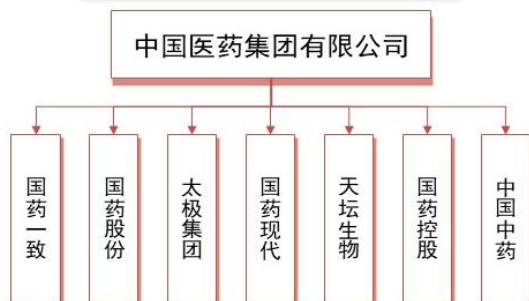 中国医药集团有限公司
国药一致
国药股份
太极集团
国药现代
天坛生物
国药控股
中国中药